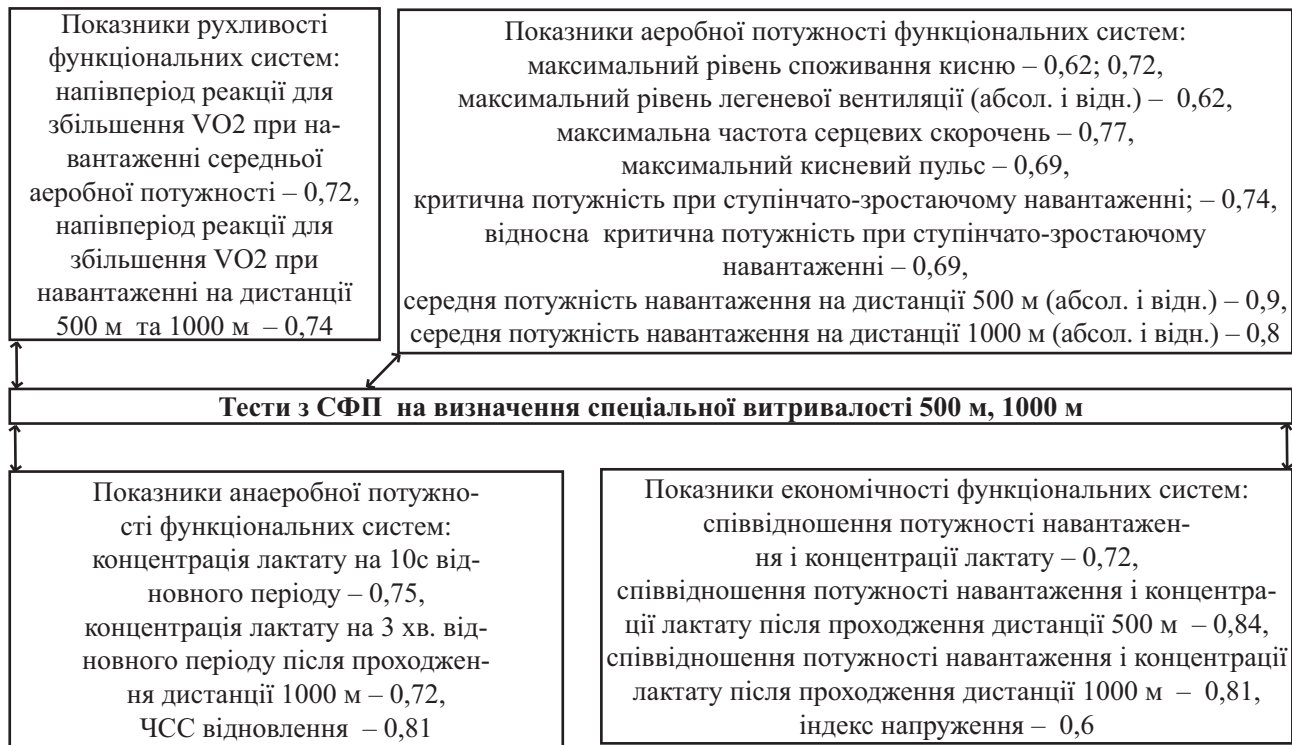 Показники рухливості
функціональних систем:
напівперіод реакції для
збільшення VO2 при на-
вантаженні середньої
аеробної потужності – 0,72,
напівперіод реакції для
збільшення VO2 при
навантаженні на дистанції
500 м та 1000 м – 0,74
Показники аеробної потужності функціональних систем:
максимальний рівень споживання кисню – 0,62; 0,72,
максимальний рівень легеневої вентиляції (абсол. і відн.) – 0,62,
максимальна частота серцевих скорочень – 0,77,
максимальний кисневий пульс – 0,69,
критична потужність при ступінчато-зростаючому навантаженні; – 0,74,
відносна критична потужність при ступінчато-зростаючому
навантаженні – 0,69,
середня потужність навантаження на дистанції 500 м (абсол. і відн.) – 0,9,
середня потужність навантаження на дистанції 1000 м (абсол. і відн.) – 0,8
Тести з СФП на визначення спеціальної витривалості 500 м, 1000 м
Показники анаеробної потужно-
сті функціональних систем:
концентрація лактату на 10с від-
новного періоду – 0,75,
концентрація лактату на 3 хв. від-
новного періоду після проходжен-
ня дистанції 1000 м – 0,72,
ЧСС відновлення – 0,81
Показники економічності функціональних систем:
співвідношення потужності навантажен-
ня і концентрації лактату – 0,72,
співвідношення потужності навантаження і концентра-
ції лактату після проходження дистанції 500 м – 0,84,
співвідношення потужності навантаження і концентрації
лактату після проходження дистанції 1000 м – 0,81,
індекс напруження – 0,6